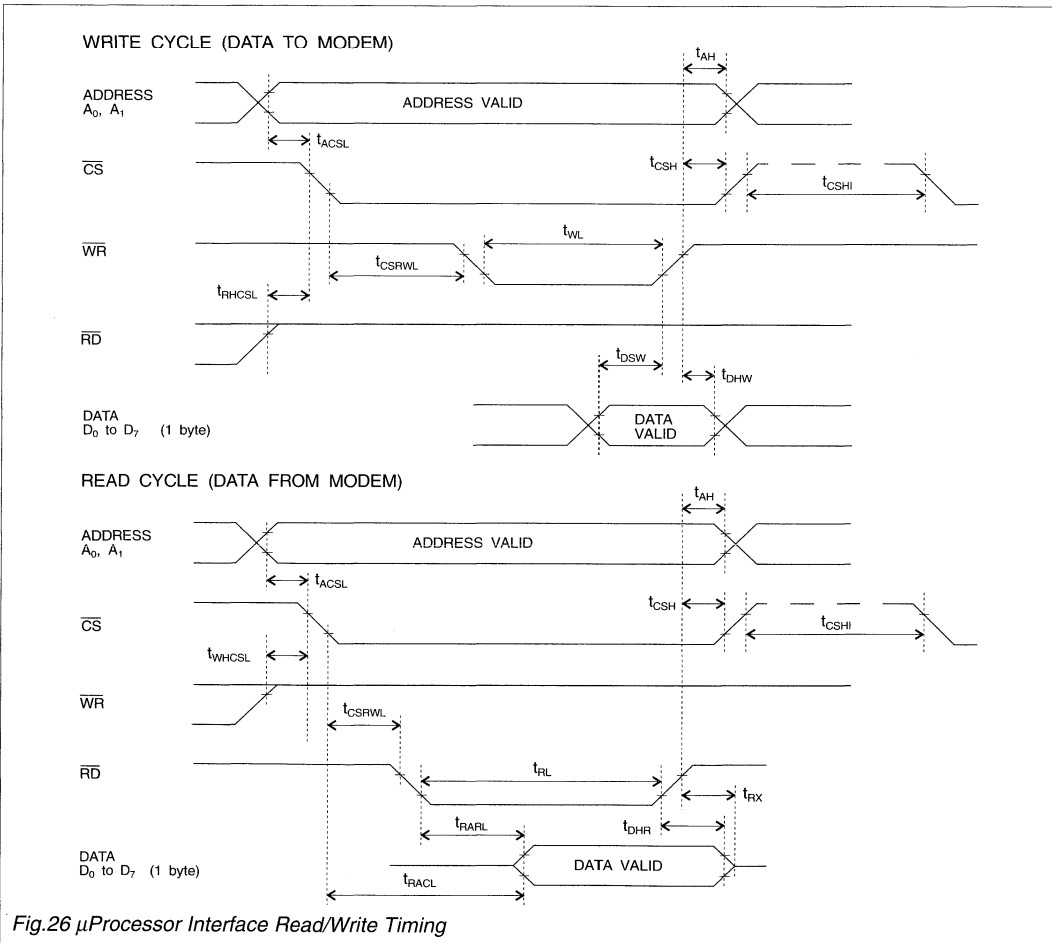 WRITE CYCLE (DATA TO MODEM)
tAH
ADDRESS
A0, A1
ADDRESS VALID
tACSL
CS
tCSH
tCSHI
WR
tWL
tCSRWL
tRHCSL
RD
tDSW
tDHW
DATA
D0 to D7 (1 byte)
DATA
VALID
READ CYCLE (DATA FROM MODEM)
tAH
ADDRESS
A0, A1
ADDRESS VALID
tACSL
CS
tCSH
tCSHI
tWHCSL
WR
tCSRWL
RD
tRL
tRX
tRARL
tDHR
DATA
D0 to D7 (1 byte)
DATA VALID
tRACL
Fig.26 µProcessor Interface Read/Write Timing